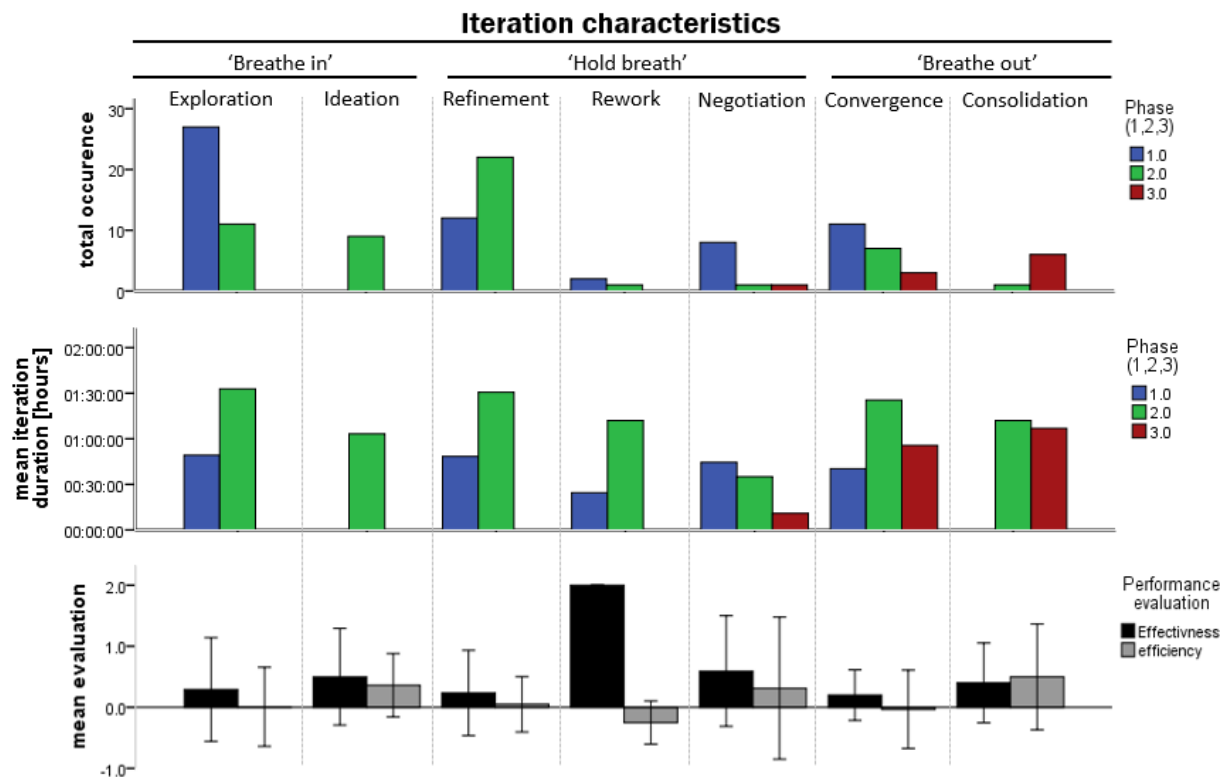 Iteration characteristics
‘Breathe in’ ‘Hold breath’ ‘Breathe out’
Exploration Ideation Refinement Rework Negotiation Convergence Consolidation
total occurence
30
20
10
0
Phase
(1,2,3)
1.0
2.0
3.0
mean iteration
duration [hours]
02:00:00
01:30:00
01:00:00
00:30:00
00:00:00
Phase
(1,2,3)
1.0
2.0
3.0
mean evaluation
2.0
1.0
0.0
-1.0
Performance
evaluation
Effectivness
efficiency